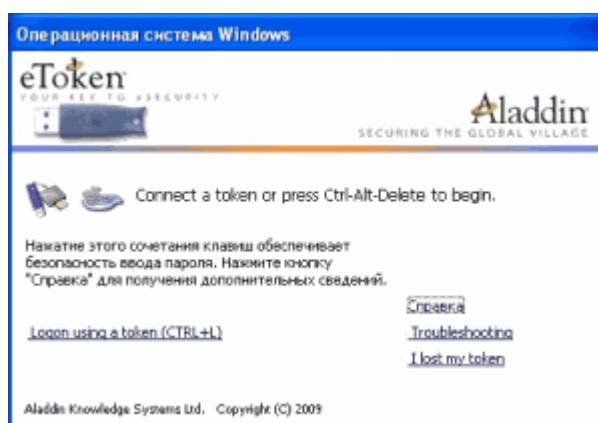 Операционная система Windows
eToken
YOUR KEY TO eSECURITY
Aladdin
SECURING THE GLOBAL VILLAGE
Connect a token or press Ctrl-Alt-Delete to begin.
Нажатие этого сочетания клавиш обеспечивает
безопасность ввода пароля. Нажмите кнопку
"Справка" для получения дополнительных сведений.
Справка
Logon using a token (CTRL+L)
Troubleshooting
I lost my token
Aladdin Knowledge Systems Ltd. Copyright (C) 2009